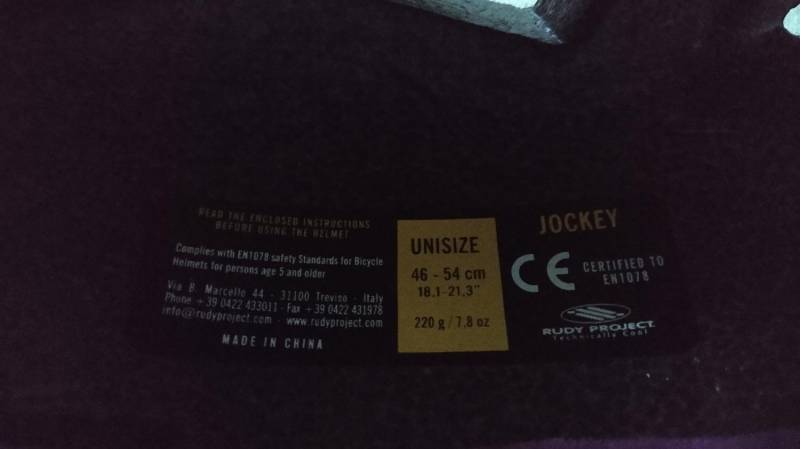 READ THE ENCLOSED INSTRUCTIONS
BEFORE USING THE HELMET
Complies with EN1078 safety Standards for Bicycle
Helmets for persons age 5 and older
Via B. Marcello 44 - 31100 Treviso - Italy
Phone +39 0422 433011 - Fax +39 0422 431978
info@rudyproject.com - www.rudyproject.com
MADE IN CHINA
UNISIZE
46 - 54 cm
18,1-21,3"
220 g / 7,8 oz
JOCKEY
CE CERTIFIED TO
EN1078
RUDY PROJECT
Technically Cool